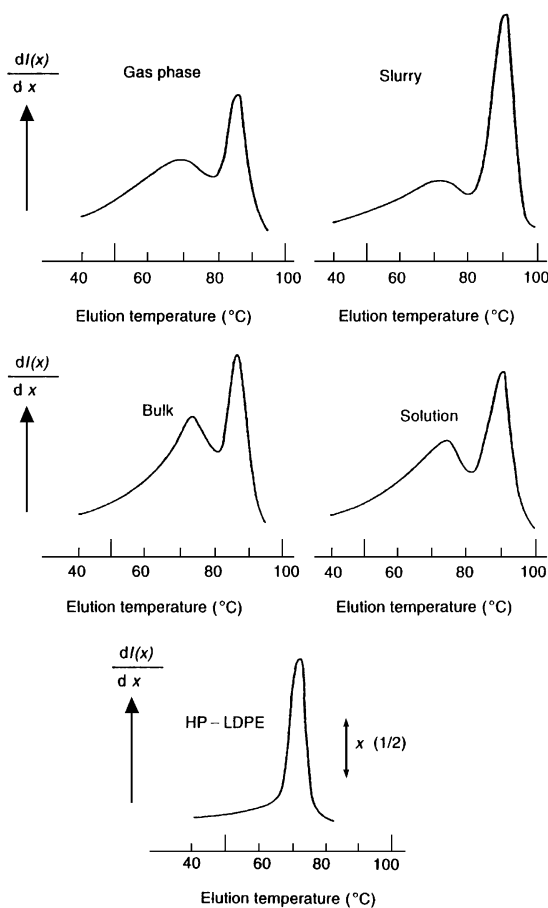 dI(x)
d x
Gas phase
40 60 80 100
Elution temperature (°C)
Slurry
40 60 80 100
Elution temperature (°C)
dI(x)
d x
Bulk
40 60 80 100
Elution temperature (°C)
Solution
40 60 80 100
Elution temperature (°C)
dI(x)
d x
HP – LDPE
x (1/2)
40 60 80 100
Elution temperature (°C)